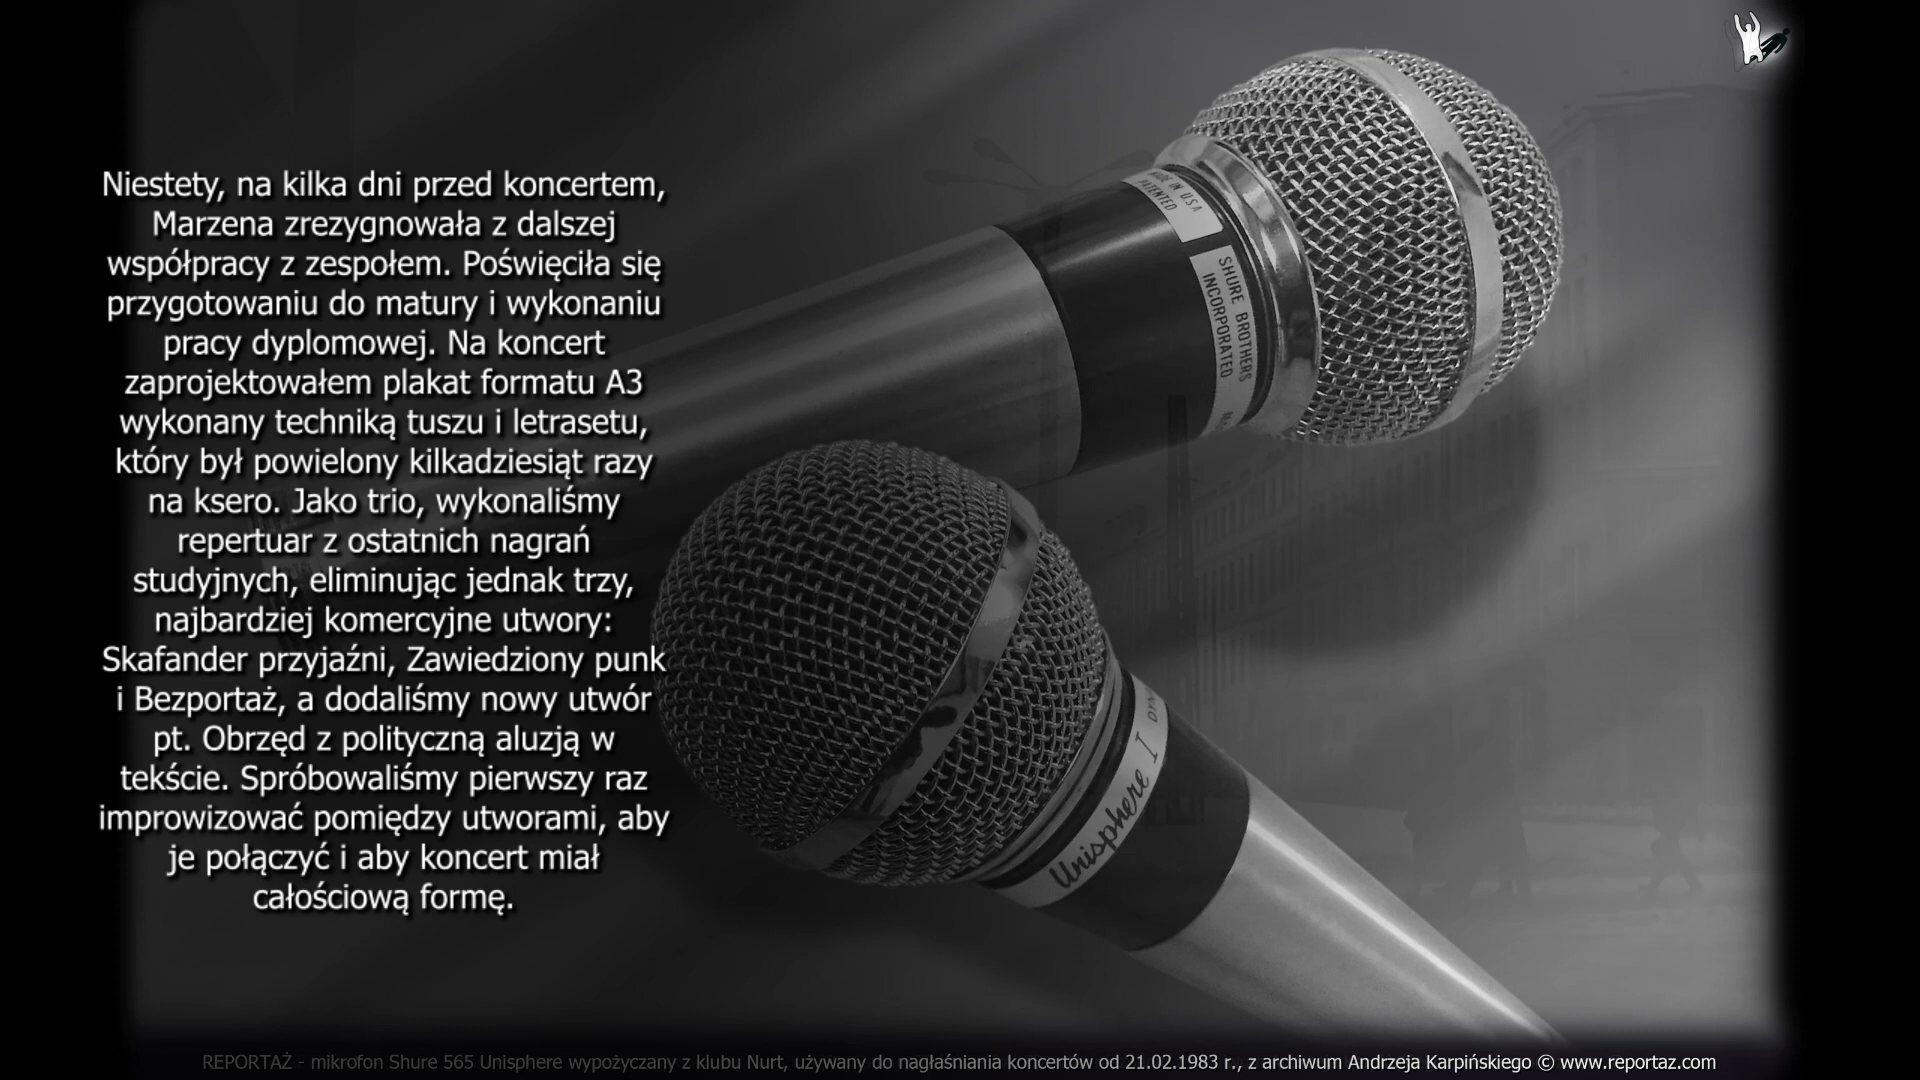 Niestety, na kilka dni przed koncertem,
Marzena zrezygnowała z dalszej
współpracy z zespołem. Poświęciła się
przygotowaniu do matury i wykonaniu
pracy dyplomowej. Na koncert
zaprojektowałem plakat formatu A3
wykonany techniką tuszu i letrasetu,
który był powielony kilkadziesiąt razy
na ksero. Jako trio, wykonaliśmy
repertuar z ostatnich nagrań
studyjnych, eliminując jednak trzy,
najbardziej komercyjne utwory:
Skafander przyjaźni, Zawiedziony punk
i Bezportaż, a dodaliśmy nowy utwór
pt. Obrzęd z polityczną aluzją w
tekście. Spróbowaliśmy pierwszy raz
improwizować pomiędzy utworami, aby
je połączyć i aby koncert miał
całościową formę.
IN U.S.A
PATENTED
SHURE BROTHERS
INCORPORATED
Unisphere I
REPORTAŻ - mikrofon Shure 565 Unisphere wypożyczany z klubu Nurt, używany do nagłaśniania koncertów od 21.02.1983 r., z archiwum Andrzeja Karpińskiego © www.reportaz.com